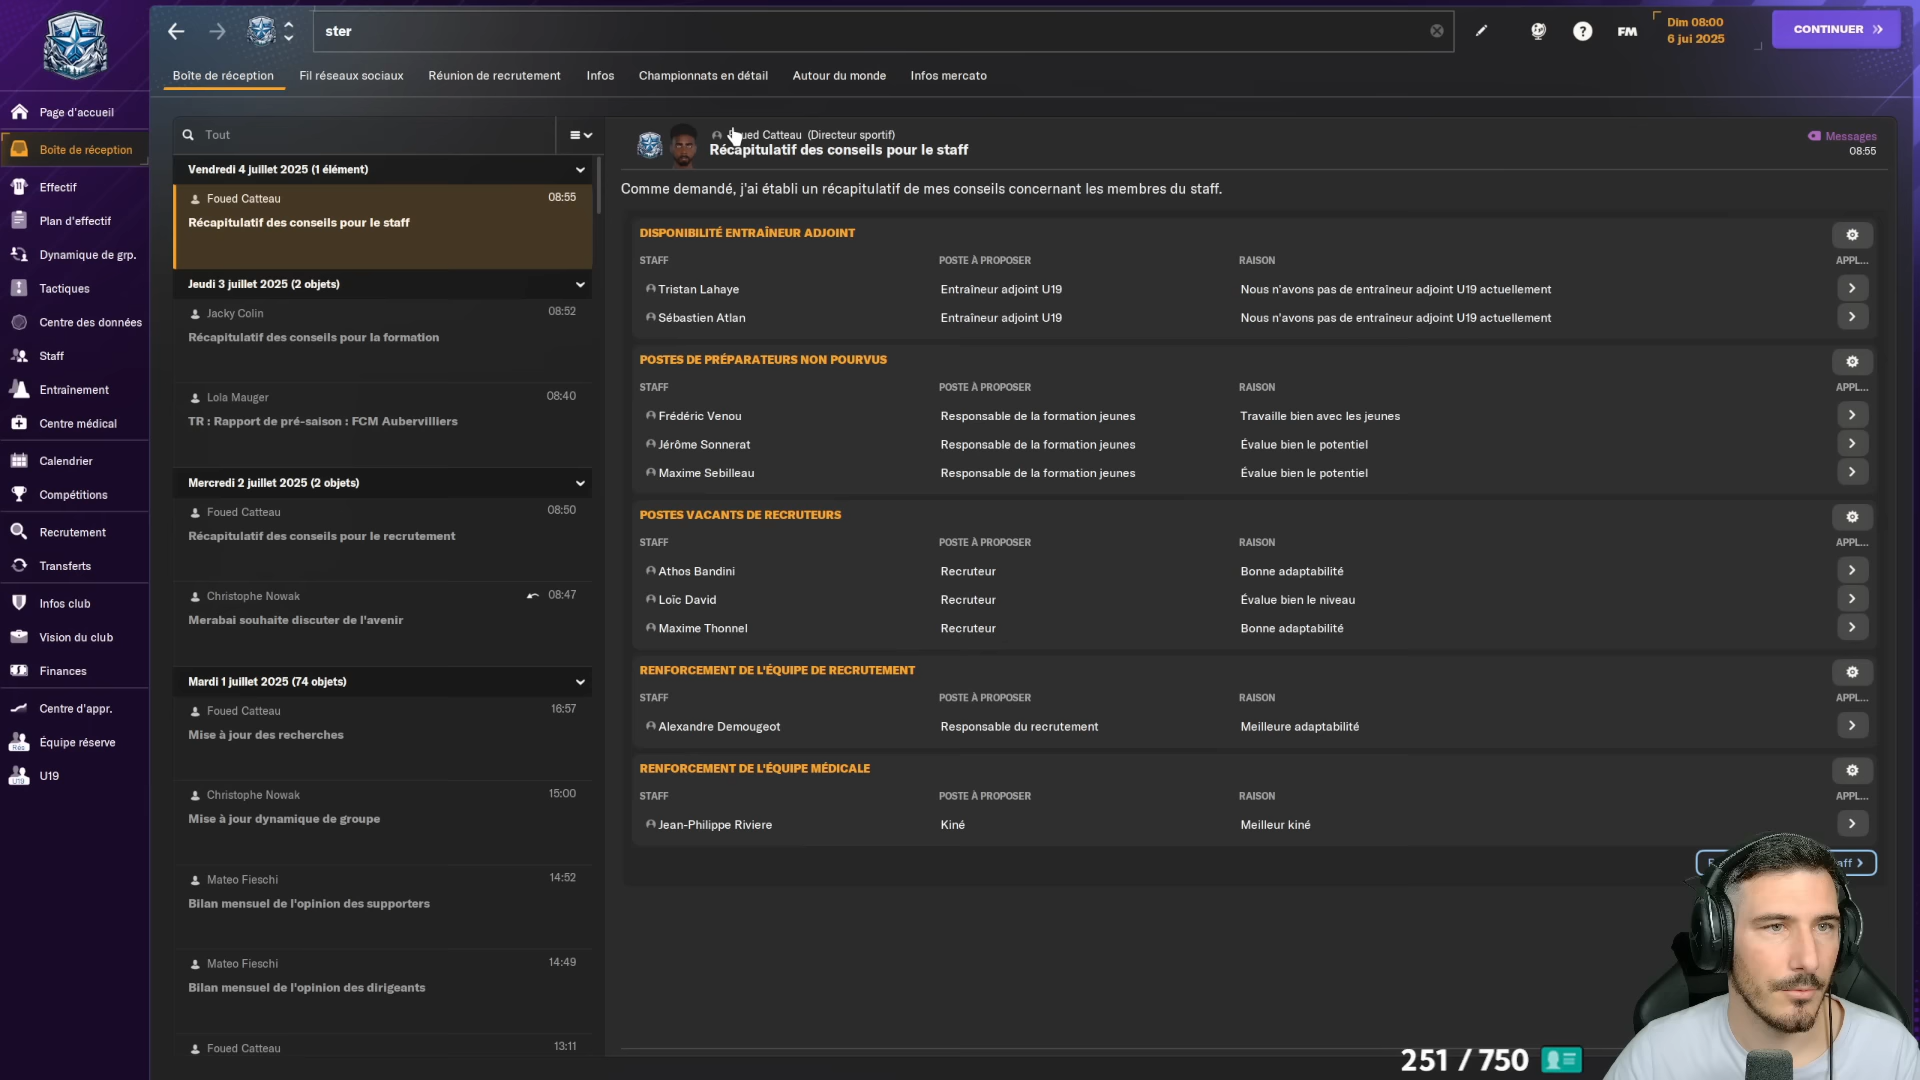 ster
FM
Dim 08:00
6 jui 2025
CONTINUER
Boîte de réception
Fil réseaux sociaux
Réunion de recrutement
Infos
Championnats en détail
Autour du monde
Infos mercato
Page d'accueil
Boîte de réception
Effectif
Plan d'effectif
Dynamique de grp.
Tactiques
Centre des données
Staff
Entraînement
Centre médical
Calendrier
Compétitions
Recrutement
Transferts
Infos club
Vision du club
Finances
Centre d'appr.
Équipe réserve
U19
Tout
Vendredi 4 juillet 2025 (1 élément)
Foued Catteau 08:55
Récapitulatif des conseils pour le staff
Jeudi 3 juillet 2025 (2 objets)
Jacky Colin 08:52
Récapitulatif des conseils pour la formation
Lola Mauger 08:40
TR : Rapport de pré-saison : FCM Aubervilliers
Mercredi 2 juillet 2025 (2 objets)
Foued Catteau 08:50
Récapitulatif des conseils pour le recrutement
Christophe Nowak 08:47
Merabai souhaite discuter de l'avenir
Mardi 1 juillet 2025 (74 objets)
Foued Catteau 16:57
Mise à jour des recherches
Christophe Nowak 15:00
Mise à jour dynamique de groupe
Mateo Fieschi 14:52
Bilan mensuel de l'opinion des supporters
Mateo Fieschi 14:49
Bilan mensuel de l'opinion des dirigeants
Foued Catteau 13:11
Catteau (Directeur sportif)
Récapitulatif des conseils pour le staff
Messages
08:55
Comme demandé, j'ai établi un récapitulatif de mes conseils concernant les membres du staff.
DISPONIBILITÉ ENTRAÎNEUR ADJOINT
STAFF POSTE À PROPOSER RAISON APPL...
Tristan Lahaye Entraîneur adjoint U19 Nous n'avons pas de entraîneur adjoint U19 actuellement
Sébastien Atlan Entraîneur adjoint U19 Nous n'avons pas de entraîneur adjoint U19 actuellement
POSTES DE PRÉPARATEURS NON POURVUS
STAFF POSTE À PROPOSER RAISON APPL...
Frédéric Venou Responsable de la formation jeunes Travaille bien avec les jeunes
Jérôme Sonnerat Responsable de la formation jeunes Évalue bien le potentiel
Maxime Sebilleau Responsable de la formation jeunes Évalue bien le potentiel
POSTES VACANTS DE RECRUTEURS
STAFF POSTE À PROPOSER RAISON APPL...
Athos Bandini Recruteur Bonne adaptabilité
Loïc David Recruteur Évalue bien le niveau
Maxime Thonnel Recruteur Bonne adaptabilité
RENFORCEMENT DE L'ÉQUIPE DE RECRUTEMENT
STAFF POSTE À PROPOSER RAISON APPL...
Alexandre Demougeot Responsable du recrutement Meilleure adaptabilité
RENFORCEMENT DE L'ÉQUIPE MÉDICALE
STAFF POSTE À PROPOSER RAISON APPL...
Jean-Philippe Riviere Kiné Meilleur kiné
251 / 750